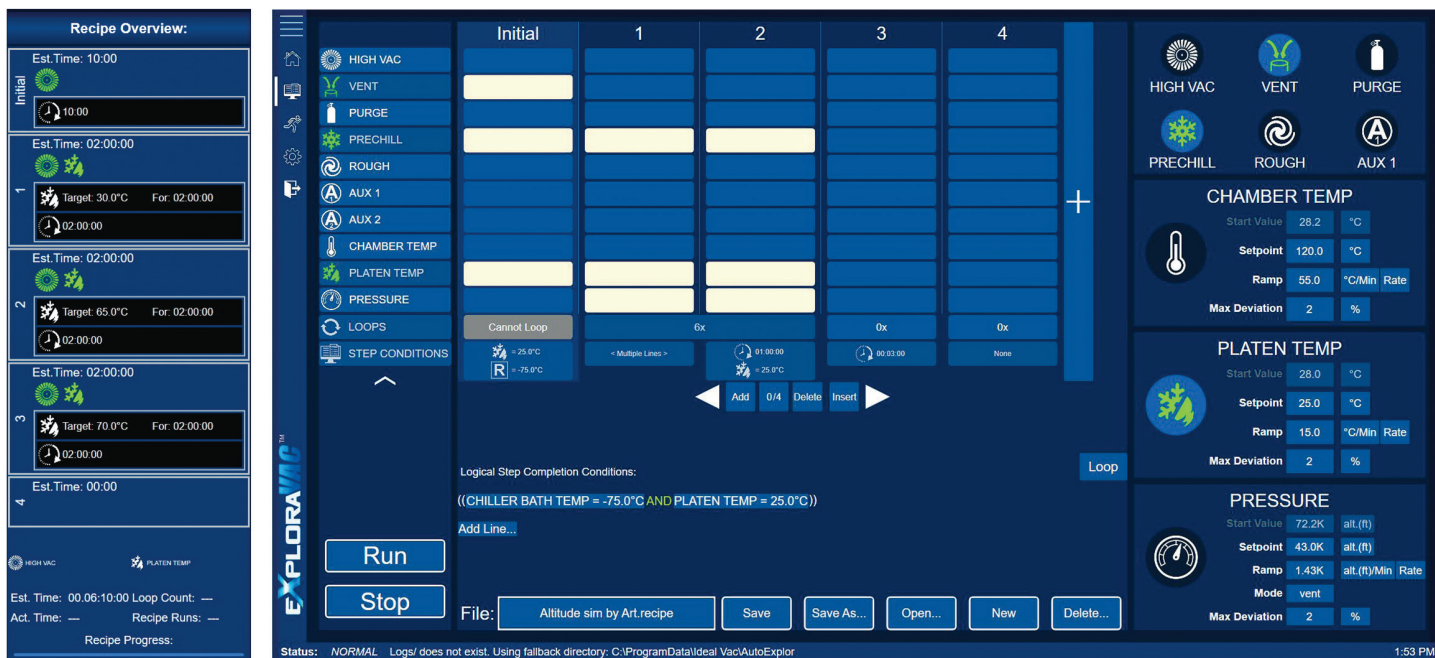 Recipe Overview:
Initial
Est.Time: 10:00
10:00
1
Est.Time: 02:00:00
Target: 30.0°C For: 02:00:00
02:00:00
2
Est.Time: 02:00:00
Target: 65.0°C For: 02:00:00
02:00:00
3
Est.Time: 02:00:00
Target: 70.0°C For: 02:00:00
02:00:00
4
Est.Time: 00:00
HIGH VAC PLATEN TEMP
Est. Time: 00.06:10:00 Loop Count: ---
Act. Time: --- Recipe Runs: ---
Recipe Progress:
EXPLORAVAC™
Initial 1 2 3 4
HIGH VAC
VENT
PURGE
PRECHILL
ROUGH
A1 AUX 1
A AUX 2
CHAMBER TEMP
PLATEN TEMP
PRESSURE
LOOPS Cannot Loop 6x 0x 0x
STEP CONDITIONS = 25.0°C < Multiple Lines > 01:00:00 00:03:00 None
R = -75.0°C = 25.0°C
+
Add 0/4 Delete Insert
Loop
Logical Step Completion Conditions:
((CHILLER BATH TEMP = -75.0°C AND PLATEN TEMP = 25.0°C))
Add Line...
Run
Stop
File: Altitude sim by Art.recipe Save Save As... Open... New Delete...
HIGH VAC VENT PURGE
A1
PRECHILL ROUGH AUX 1
CHAMBER TEMP
Start Value 28.2 °C
Setpoint 120.0 °C
Ramp 55.0 °C/Min Rate
Max Deviation 2 %
PLATEN TEMP
Start Value 28.0 °C
Setpoint 25.0 °C
Ramp 15.0 °C/Min Rate
Max Deviation 2 %
PRESSURE
Start Value 72.2K alt.(ft)
Setpoint 43.0K alt.(ft)
Ramp 1.43K alt.(ft)/Min Rate
Mode vent
Max Deviation 2 %
Status: NORMAL Logs/ does not exist. Using fallback directory: C:\ProgramData\Ideal Vac\AutoExplor 1:53 PM